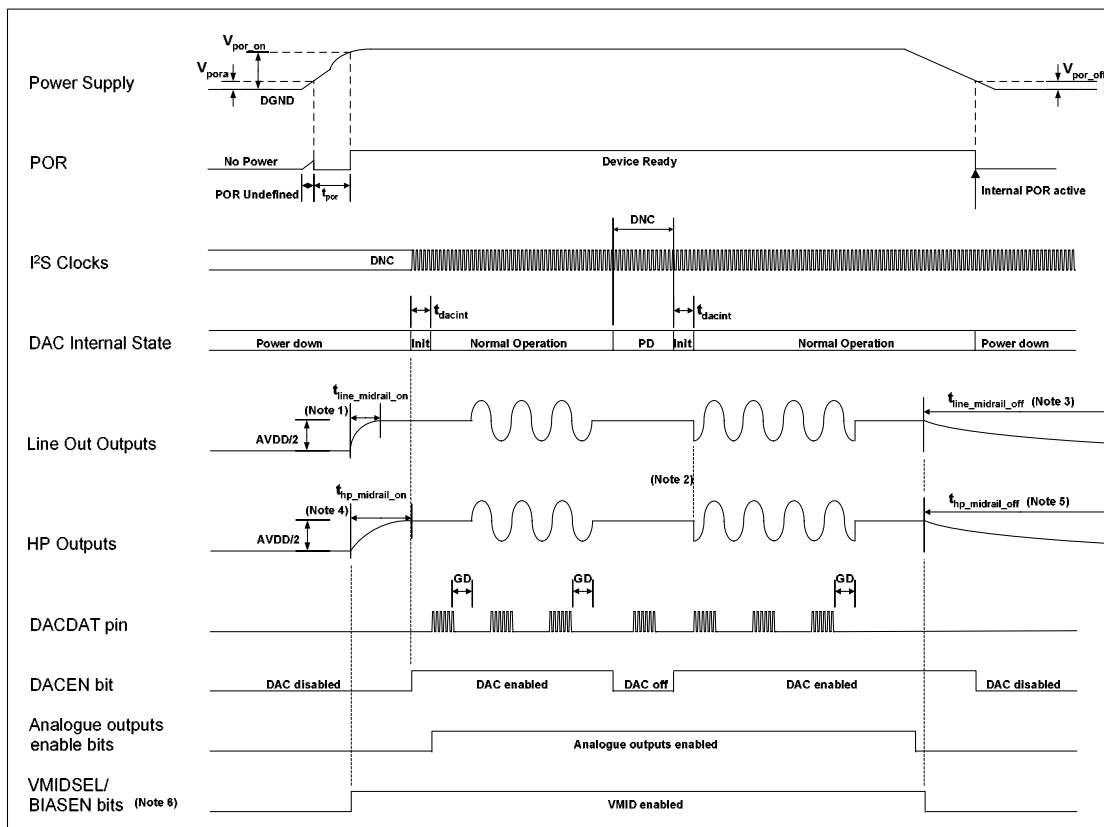 V_por_on
V_pora
V_por_off
Power Supply
DGND
POR
No Power
Device Ready
POR Undefined
t_por
Internal POR active
DNC
I²S Clocks
DNC
t_dacint
t_dacint
DAC Internal State
Power down
Init
Normal Operation
PD
Init
Normal Operation
Power down
t_line_midrail_on
(Note 1)
t_line_midrail_off (Note 3)
Line Out Outputs
AVDD/2
(Note 2)
t_hp_midrail_on
(Note 4)
t_hp_midrail_off (Note 5)
HP Outputs
AVDD/2
GD
GD
GD
DACDAT pin
DACEN bit
DAC disabled
DAC enabled
DAC off
DAC enabled
DAC disabled
Analogue outputs
enable bits
Analogue outputs enabled
VMIDSEL/
BIASEN bits (Note 6)
VMID enabled